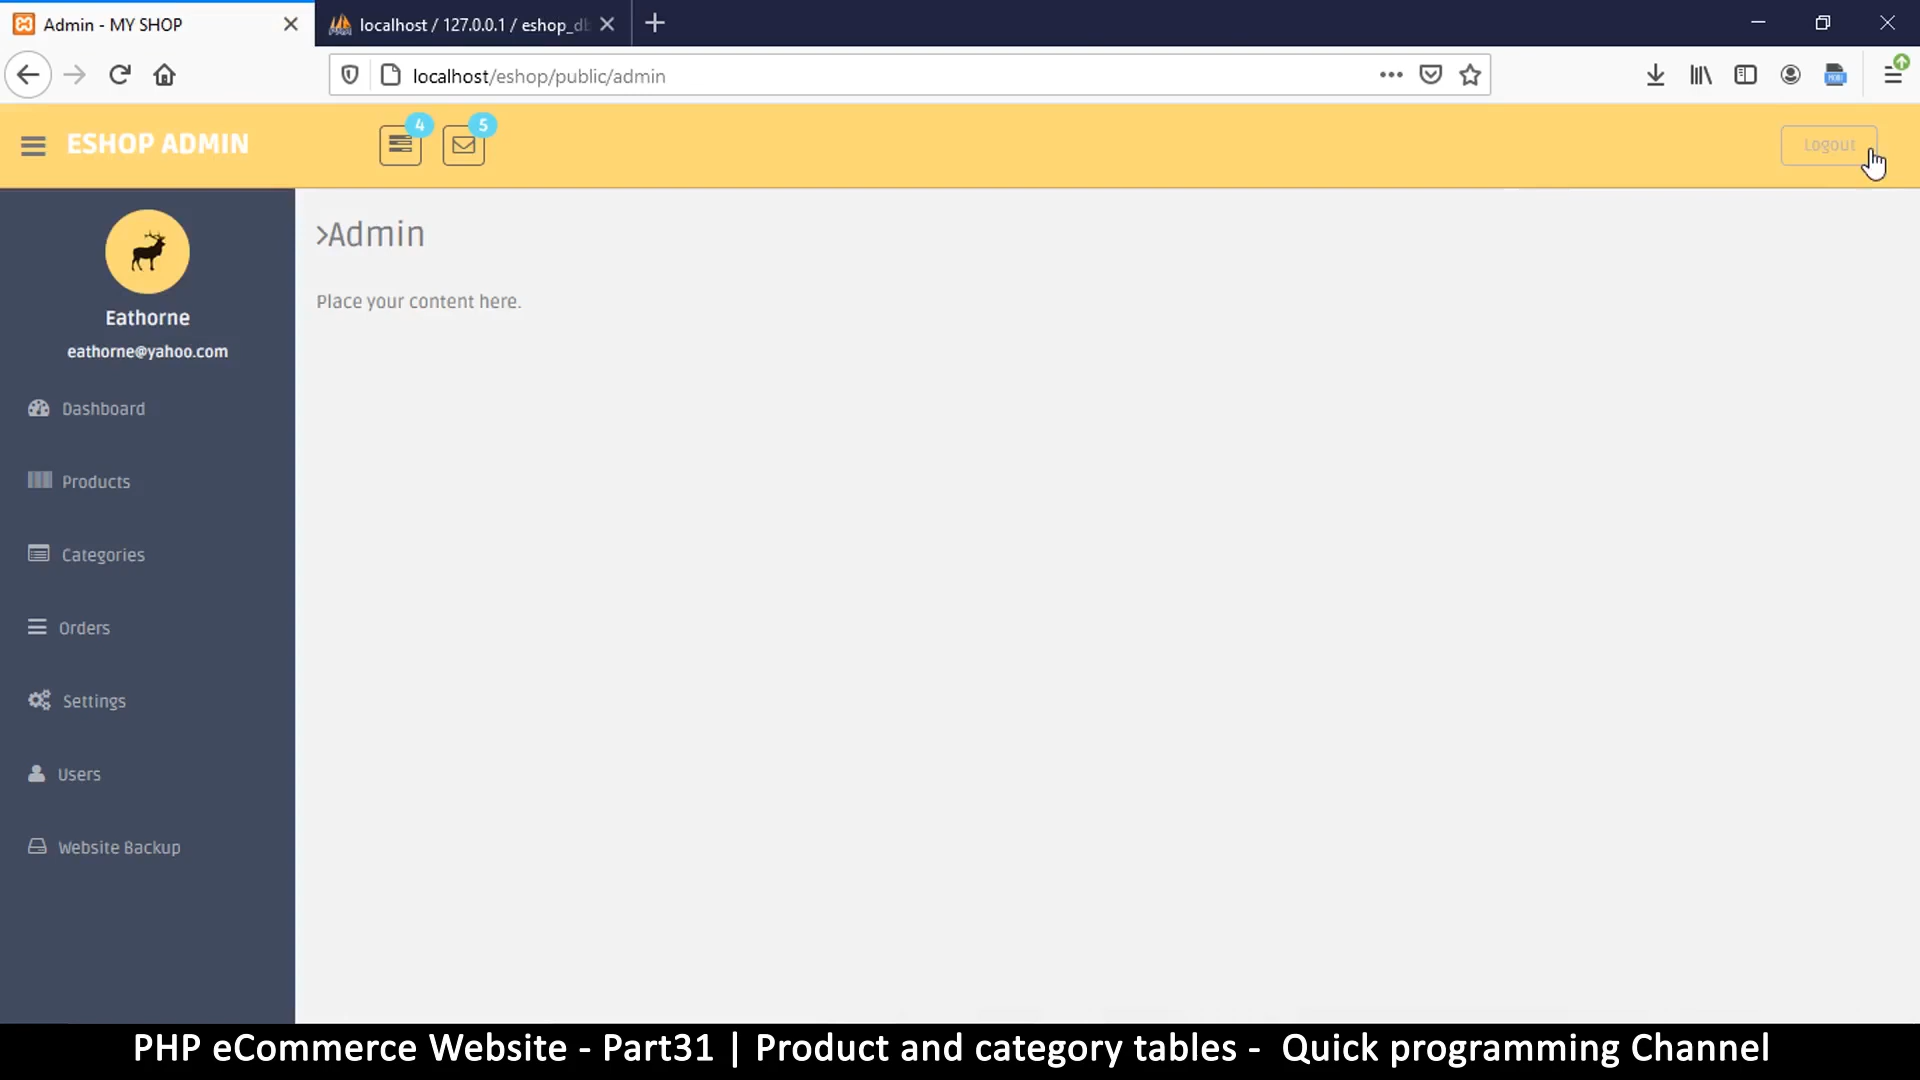 Admin - MY SHOP
localhost / 127.0.0.1 / eshop_db
localhost/eshop/public/admin
MOBI
ESHOP ADMIN
4
5
Logout
>Admin
Place your content here.
Eathorne
eathorne@yahoo.com
Dashboard
Products
Categories
Orders
Settings
Users
Website Backup
PHP eCommerce Website - Part31 | Product and category tables - Quick programming Channel